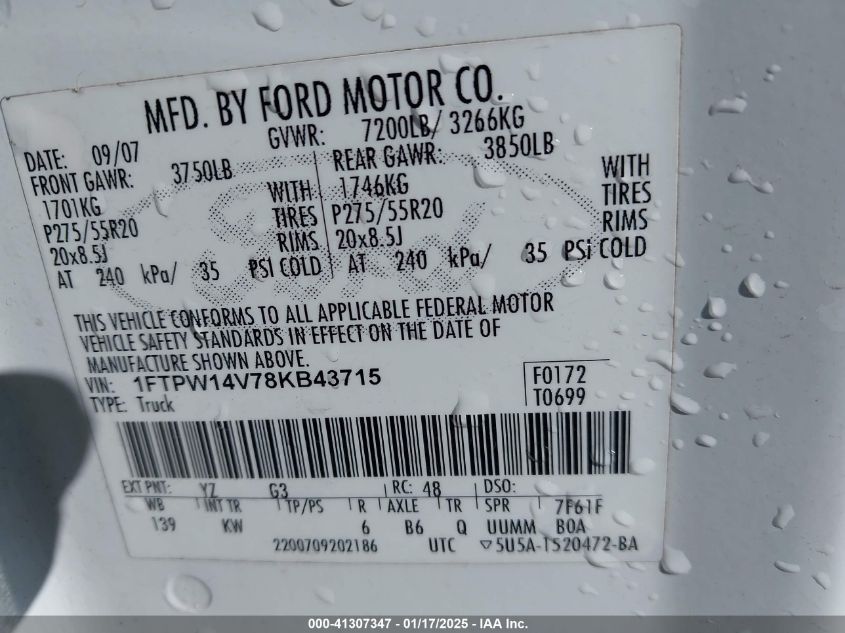 MFD. BY FORD MOTOR CO.
DATE: 09/07 GVWR: 7200LB/ 3266KG
FRONT GAWR: 3750LB REAR GAWR: 3850LB
1701KG WITH 1746KG WITH
P275/55R20 TIRES P275/55R20 TIRES
20x8.5J RIMS 20x8.5J RIMS
AT 240 kPa/ 35 PSI COLD AT 240 kPa/ 35 PSi COLD
Ford
THIS VEHICLE CONFORMS TO ALL APPLICABLE FEDERAL MOTOR
VEHICLE SAFETY STANDARDS IN EFFECT ON THE DATE OF
MANUFACTURE SHOWN ABOVE.
VIN: 1FTPW14V78KB43715 F0172
TYPE: Truck T0699
EXT PNT: YZ G3 RC: 48 DSO:
WB INT TR TP/PS R AXLE TR SPR 7F61F
139 KW 6 B6 Q UUMM BOA
2200709202186 UTC ▽5U5A-1520472-BA
000-41307347 - 01/17/2025 - IAA Inc.